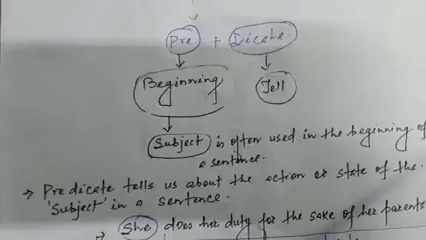 Pre + Dicate
Beginning Tell
Subject is often used in the beginning of
a sentence.
→ Predicate tells us about the action or state of the
'Subject' in a sentence.
→ She does her duty for the sake of her parents